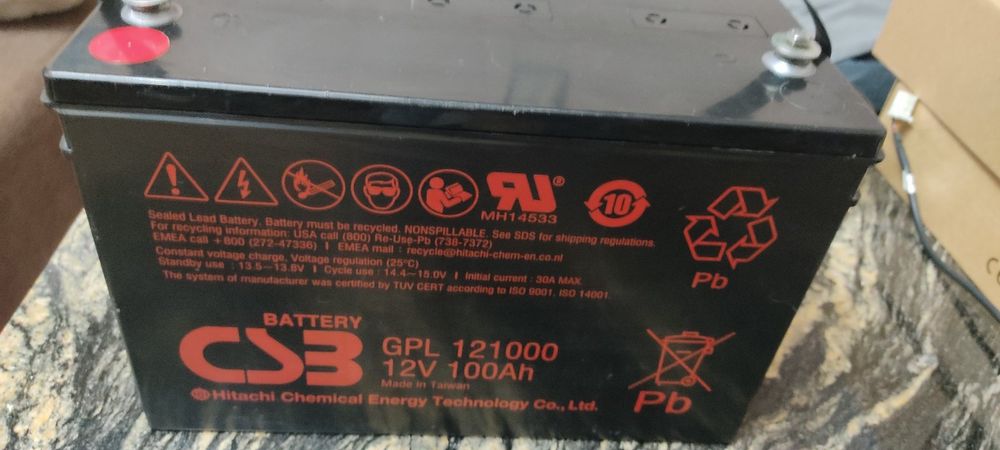 RU®
MH14533
10
Sealed Lead Battery. Battery must be recycled. NONSPILLABLE. See SDS for shipping regulations.
For recycling information: USA call (800) Re-Use-Pb (738-7372)
EMEA call +800 (272-47336) I EMEA mail : recycle@hitachi-chem-en.co.nl
Constant voltage charge, Voltage regulation (25°C)
Standby use : 13.5~13.8V I Cycle use : 14.4~15.0V I Initial current : 30A MAX.
The system of manufacturer was certified by TUV CERT according to ISO 9001, ISO 14001
Pb
BATTERY
CSB
GPL 121000
12V 100Ah
Made in Taiwan
Hitachi Chemical Energy Technology Co., Ltd.
Pb